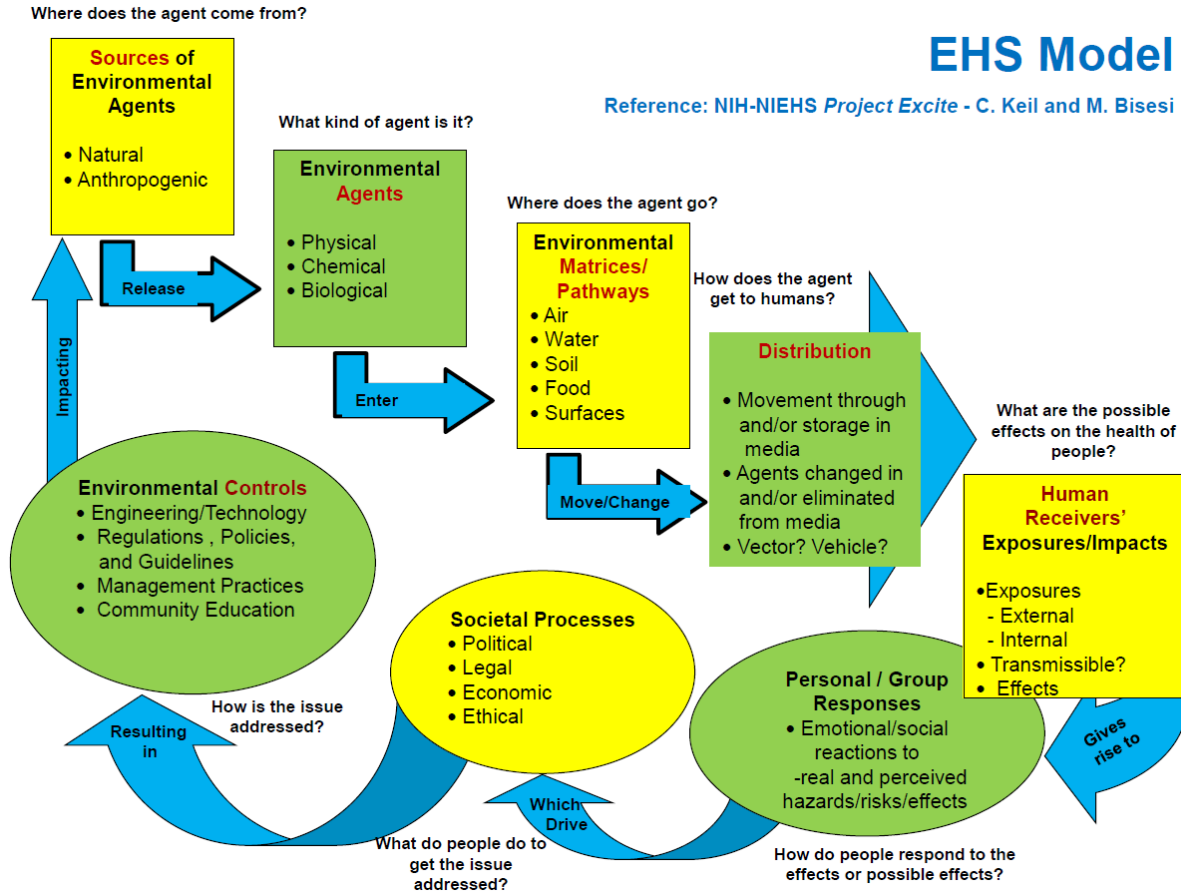 Where does the agent come from?
EHS Model
Reference: NIH-NIEHS Project Excite - C. Keil and M. Bisesi
Sources of
Environmental
Agents
• Natural
• Anthropogenic
Release
What kind of agent is it?
Environmental
Agents
• Physical
• Chemical
• Biological
Enter
Where does the agent go?
Environmental
Matrices/
Pathways
• Air
• Water
• Soil
• Food
• Surfaces
Move/Change
How does the agent
get to humans?
Distribution
• Movement through
and/or storage in
media
• Agents changed in
and/or eliminated
from media
• Vector? Vehicle?
What are the possible
effects on the health of
people?
Human
Receivers'
Exposures/Impacts
•Exposures
- External
- Internal
• Transmissible?
• Effects
Gives
rise to
Personal / Group
Responses
• Emotional/social
reactions to
-real and perceived
hazards/risks/effects
How do people respond to the
effects or possible effects?
Which
Drive
Societal Processes
• Political
• Legal
• Economic
• Ethical
What do people do to
get the issue
addressed?
Resulting
in
How is the issue
addressed?
Environmental Controls
• Engineering/Technology
• Regulations , Policies,
and Guidelines
• Management Practices
• Community Education
Impacting